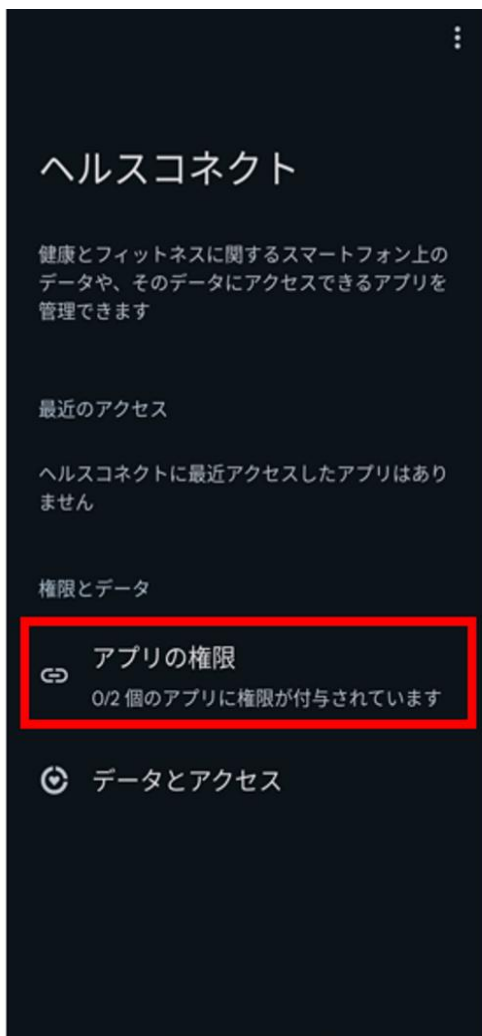 ヘルスコネクト
健康とフィットネスに関するスマートフォン上の
データや、そのデータにアクセスできるアプリを
管理できます
最近のアクセス
ヘルスコネクトに最近アクセスしたアプリはあり
ません
権限とデータ
アプリの権限
0/2 個のアプリに権限が付与されています
データとアクセス